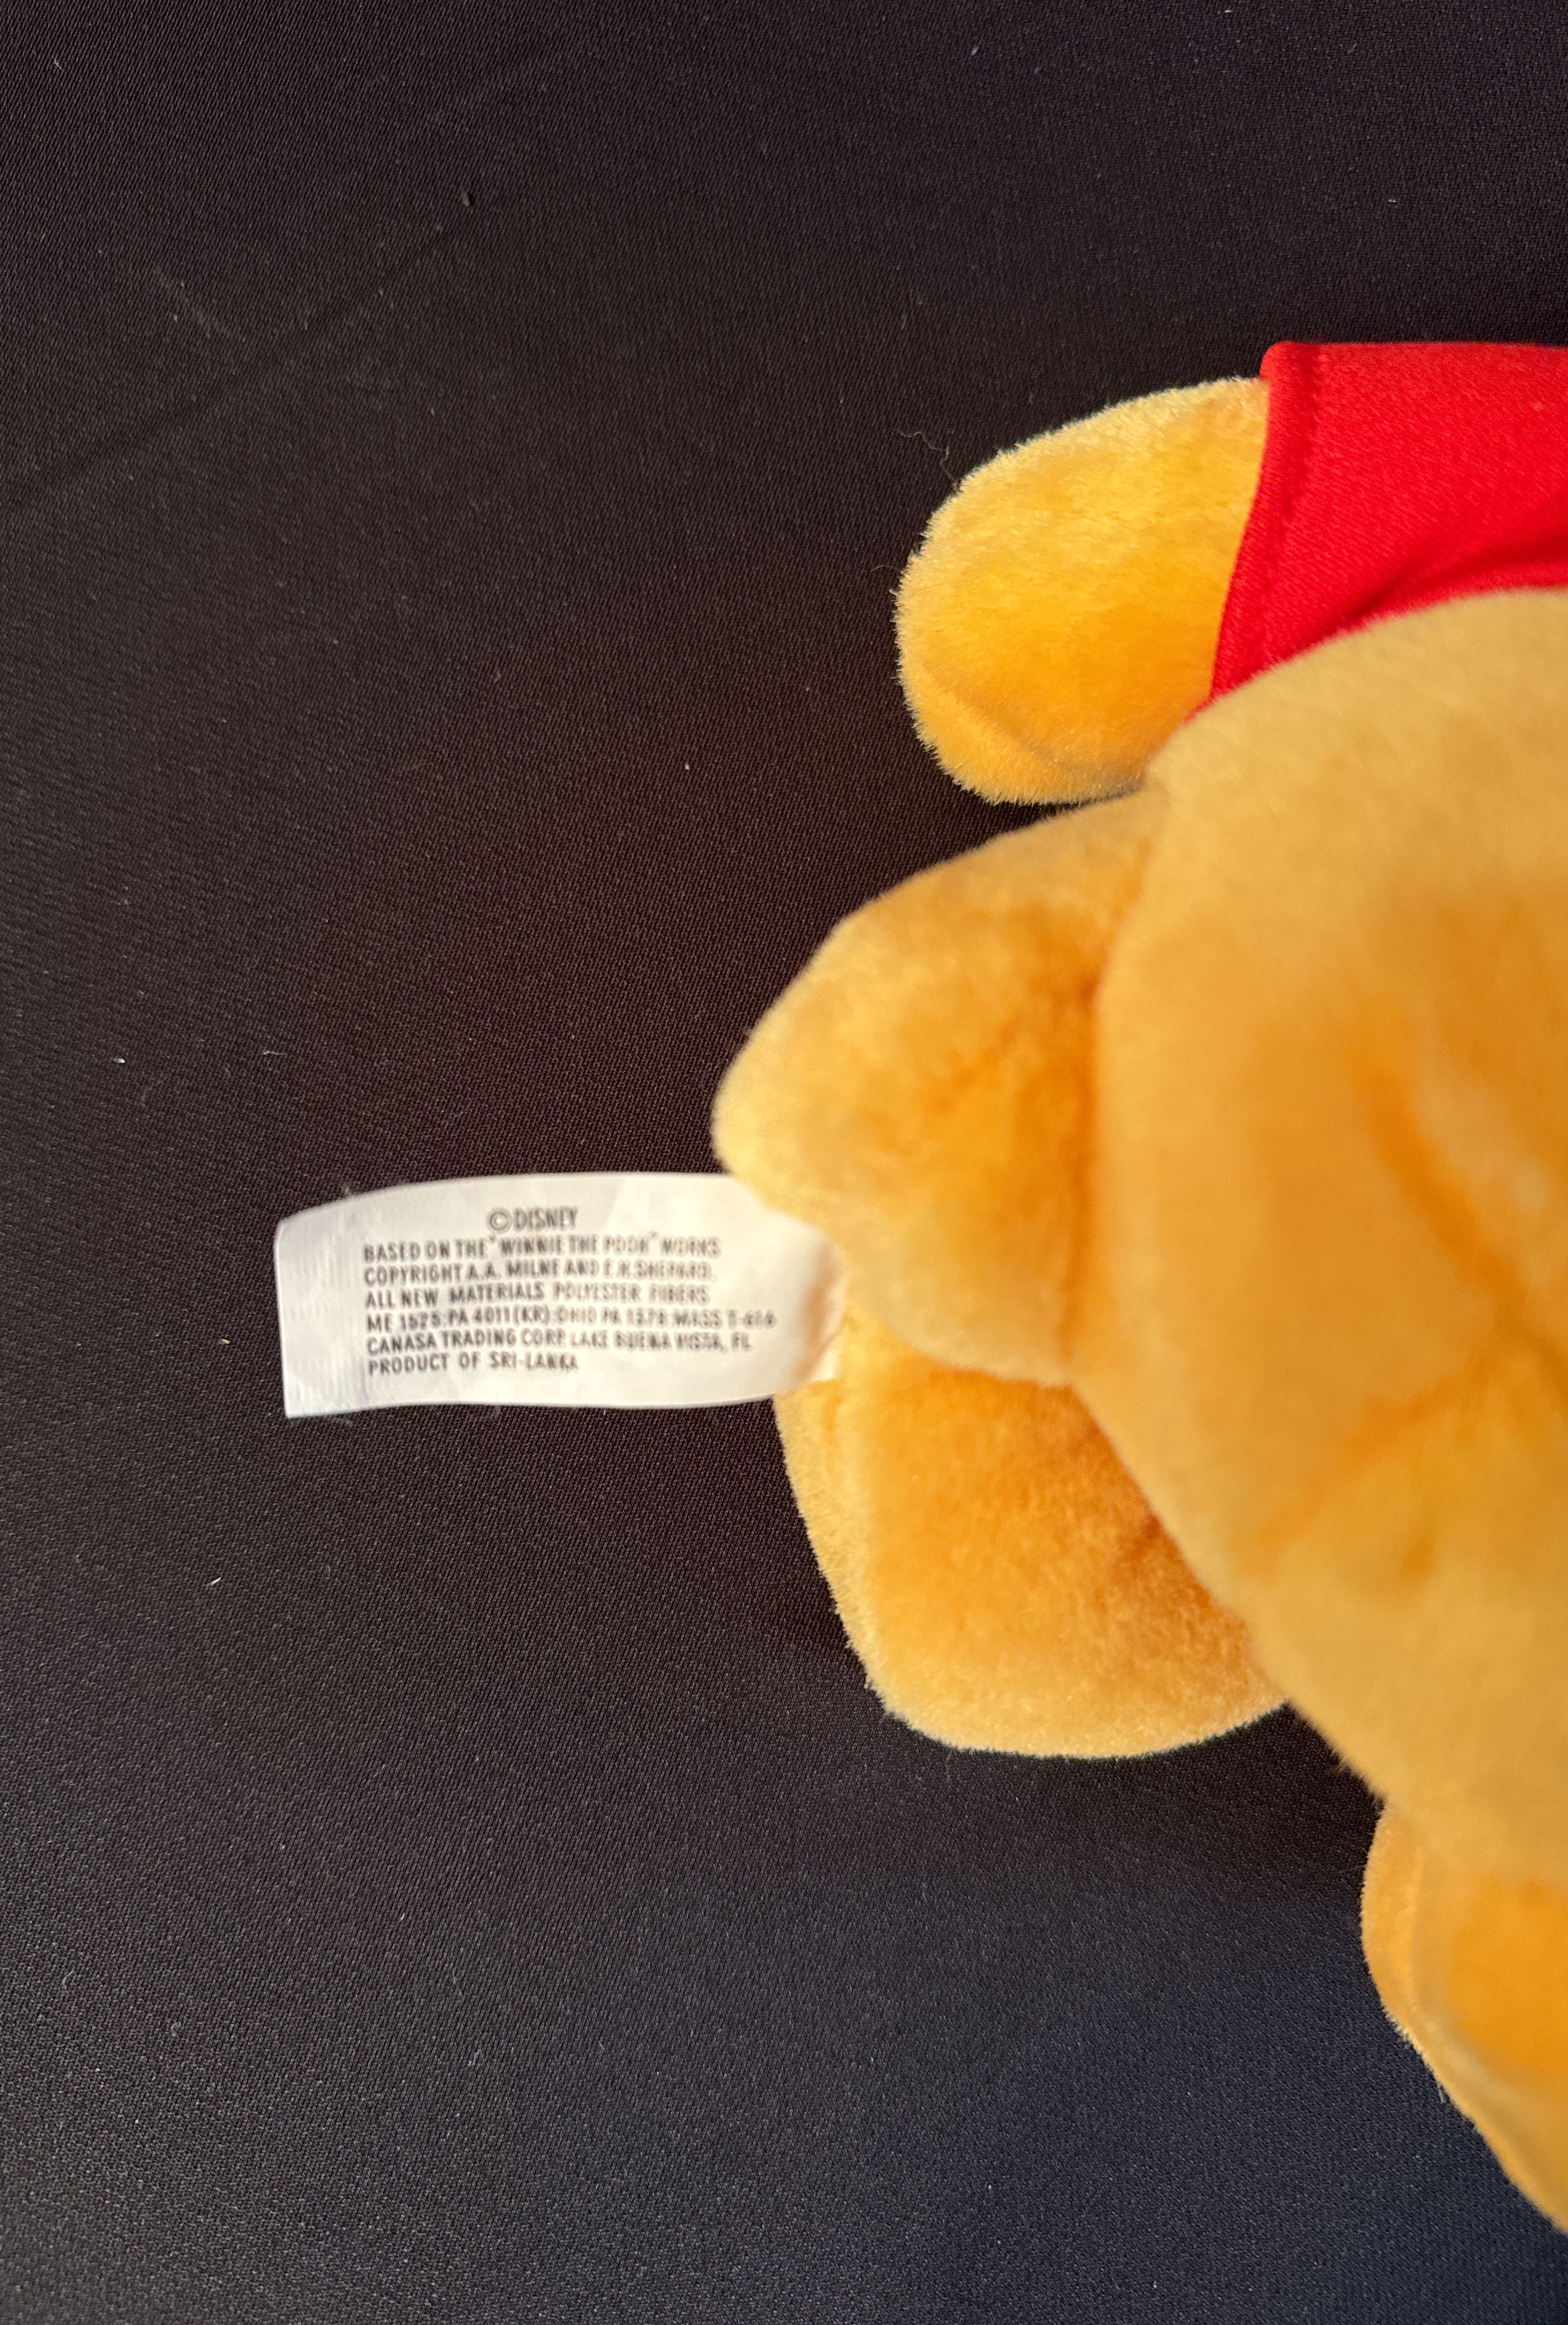 ©DISNEY
BASED ON THE "WINNIE THE POOH" WORKS
COPYRIGHT A.A. MILNE AND E.H. SHEPARD.
ALL NEW MATERIALS POLYESTER FIBERS
ME 1525:PA 4011(KR):OHIO PA 1578:MASS T-616
CANASA TRADING CORP. LAKE BUENA VISTA, FL
PRODUCT OF SRI-LANKA